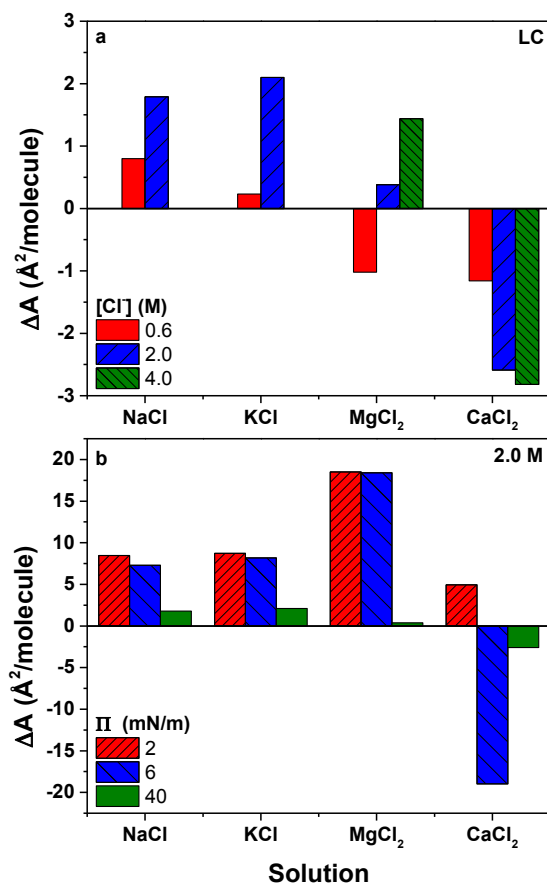 a LC
3
2
1
0
-1
-2
-3
ΔA (Å²/molecule)
[Cl⁻] (M)
0.6
2.0
4.0
NaCl KCl MgCl₂ CaCl₂
b 2.0 M
20
15
10
5
0
-5
-10
-15
-20
ΔA (Å²/molecule)
Π (mN/m)
2
6
40
NaCl KCl MgCl₂ CaCl₂
Solution